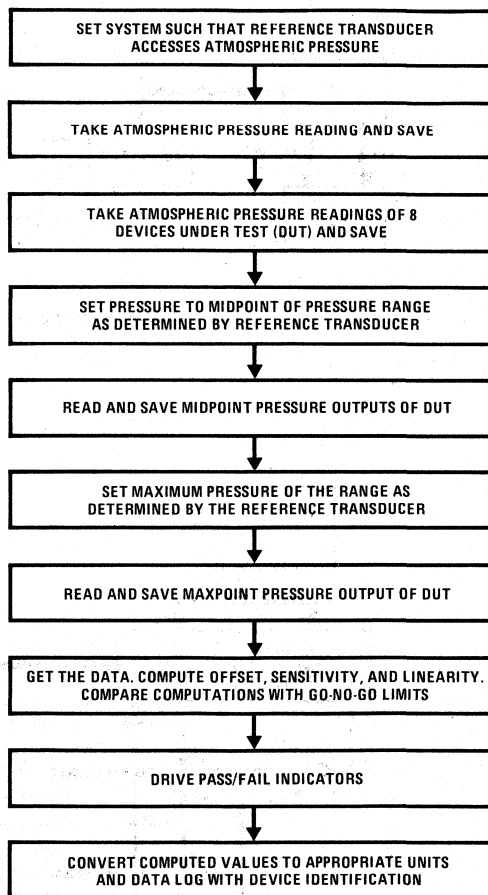 SET SYSTEM SUCH THAT REFERENCE TRANSDUCER
ACCESSES ATMOSPHERIC PRESSURE
TAKE ATMOSPHERIC PRESSURE READING AND SAVE
TAKE ATMOSPHERIC PRESSURE READINGS OF 8
DEVICES UNDER TEST (DUT) AND SAVE
SET PRESSURE TO MIDPOINT OF PRESSURE RANGE
AS DETERMINED BY REFERENCE TRANSDUCER
READ AND SAVE MIDPOINT PRESSURE OUTPUTS OF DUT
SET MAXIMUM PRESSURE OF THE RANGE AS
DETERMINED BY THE REFERENCE TRANSDUCER
READ AND SAVE MAXPOINT PRESSURE OUTPUT OF DUT
GET THE DATA. COMPUTE OFFSET, SENSITIVITY, AND LINEARITY.
COMPARE COMPUTATIONS WITH GO-NO-GO LIMITS
DRIVE PASS/FAIL INDICATORS
CONVERT COMPUTED VALUES TO APPROPRIATE UNITS
AND DATA LOG WITH DEVICE IDENTIFICATION